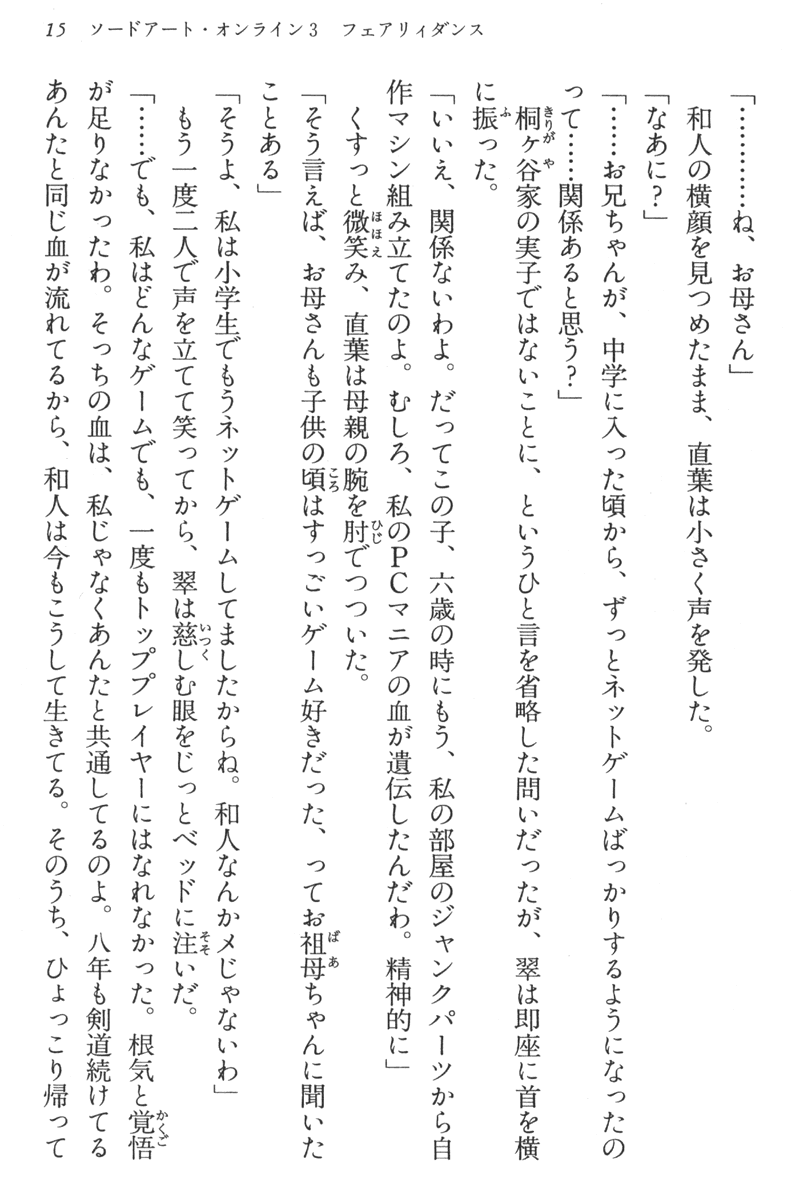 15 ソードアート・オンライン3 フェアリィダンス
「…………ね、お母さん」
和人の横顔を見つめたまま、直葉は小さく声を発した。
「なあに？」
「……お兄ちゃんが、中学に入った頃から、ずっとネットゲームばっかりするようになったの
って……関係あると思う？」
桐ヶ谷家の実子ではないことに、というひと言を省略した問いだったが、翠は即座に首を横
に振った。
「いいえ、関係ないわよ。だってこの子、六歳の時にもう、私の部屋のジャンクパーツから自
作マシン組み立てたのよ。むしろ、私のPCマニアの血が遺伝したんだわ。精神的に」
くすっと微笑み、直葉は母親の腕を肘でつついた。
「そう言えば、お母さんも子供の頃はすっごいゲーム好きだった、ってお祖母ちゃんに聞いた
ことある」
「そうよ、私は小学生でもうネットゲームしてましたからね。和人なんかメじゃないわ」
もう一度二人で声を立てて笑ってから、翠は慈しむ眼をじっとベッドに注いだ。
「……でも、私はどんなゲームでも、一度もトッププレイヤーにはなれなかった。根気と覚悟
が足りなかったわ。そっちの血は、私じゃなくあんたと共通してるのよ。八年も剣道続けてる
あんたと同じ血が流れてるから、和人は今もこうして生きてる。そのうち、ひょっこり帰って